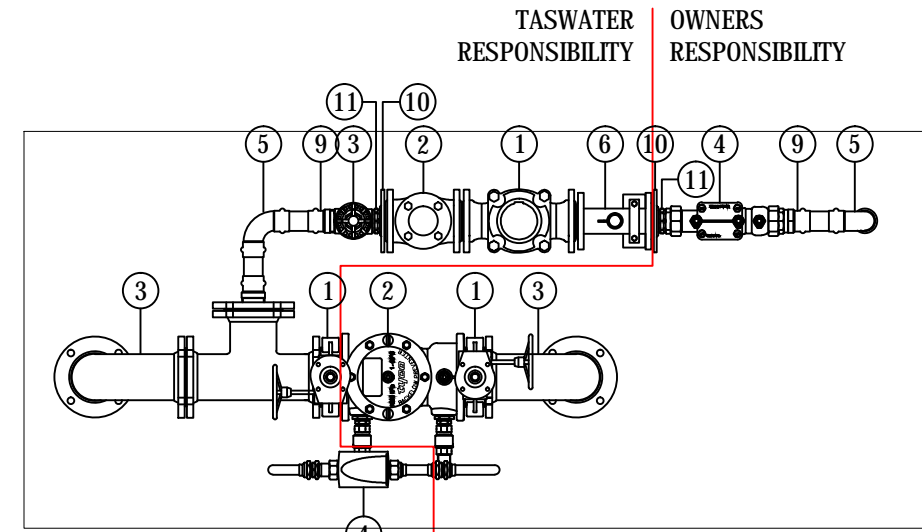 TASWATER OWNERS
RESPONSIBILITY RESPONSIBILITY
11 10
5 9 3 2 1 6 10 4 9 5
11
3 1 2 1 3
tyco
4